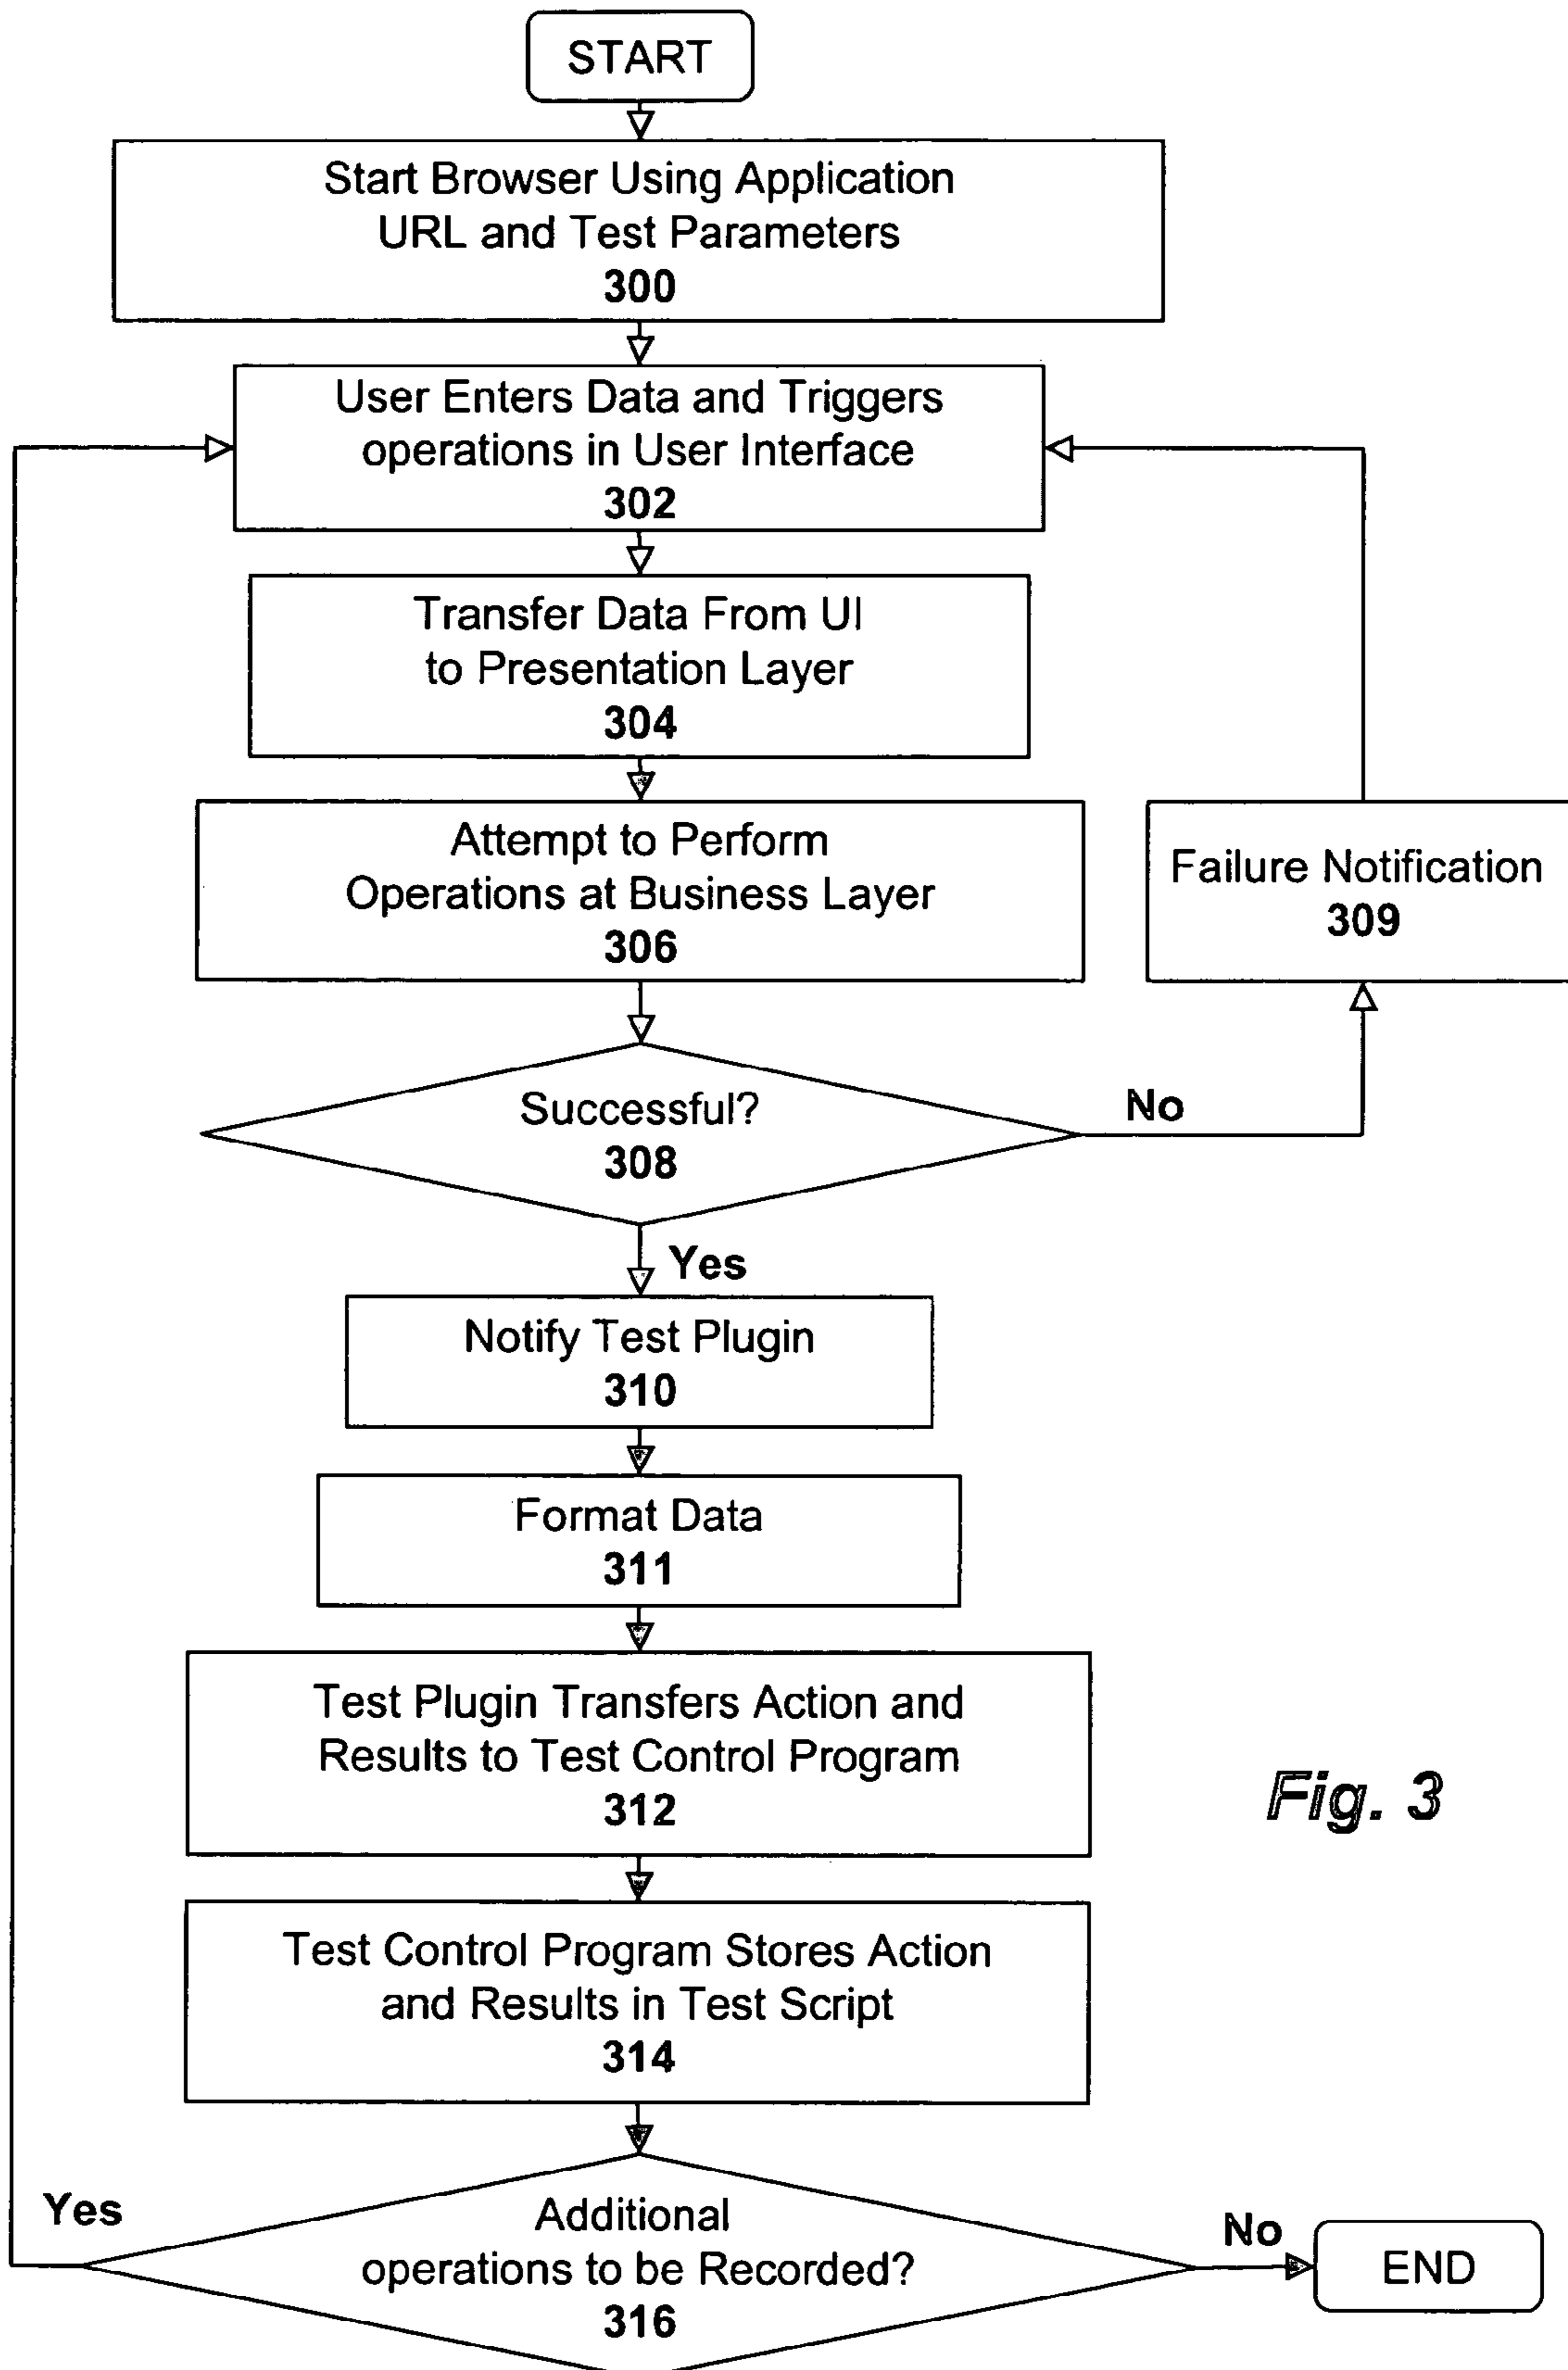 START
Start Browser Using Application
URL and Test Parameters
300
User Enters Data and Triggers
operations in User Interface
302
Transfer Data From UI
to Presentation Layer
304
Attempt to Perform
Operations at Business Layer
306
Failure Notification
309
Successful?
308
No
Yes
Notify Test Plugin
310
Format Data
311
Test Plugin Transfers Action and
Results to Test Control Program
312
Fig. 3
Test Control Program Stores Action
and Results in Test Script
314
Yes
Additional
operations to be Recorded?
316
No
END